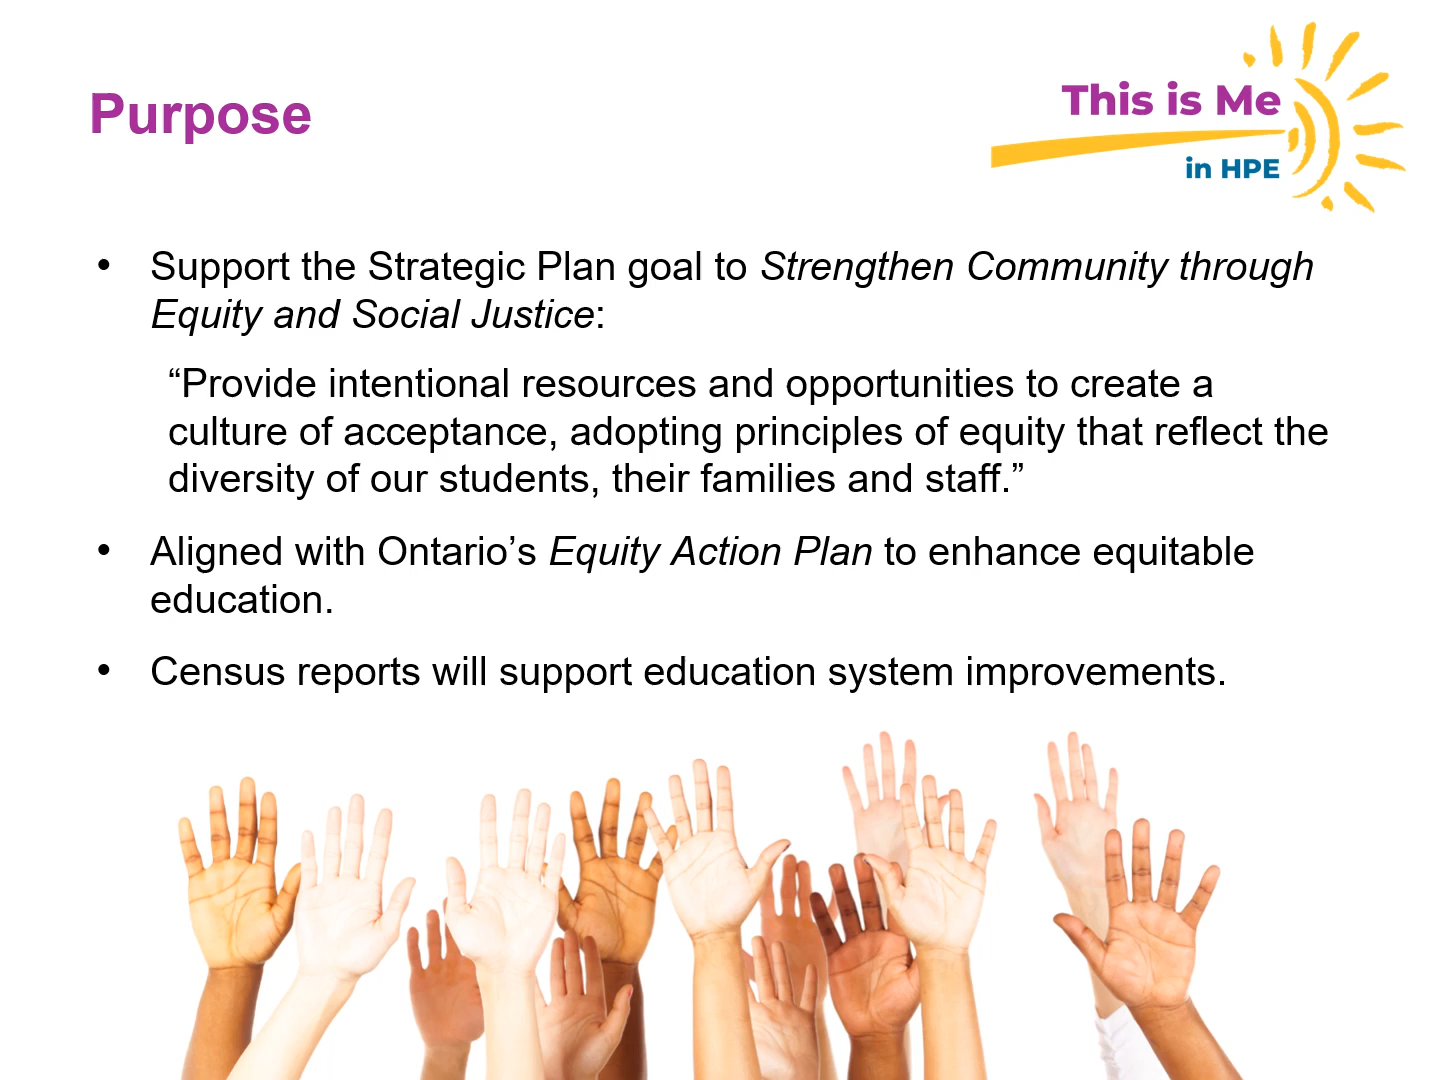 Purpose
This is Me
in HPE
• Support the Strategic Plan goal to Strengthen Community through
Equity and Social Justice:
“Provide intentional resources and opportunities to create a
culture of acceptance, adopting principles of equity that reflect the
diversity of our students, their families and staff.”
• Aligned with Ontario’s Equity Action Plan to enhance equitable
education.
• Census reports will support education system improvements.